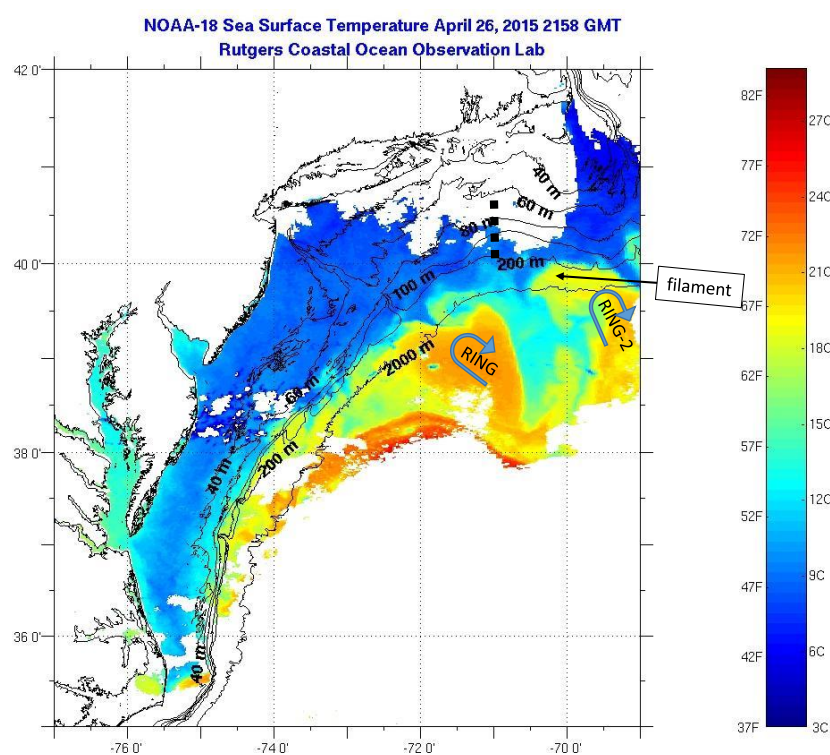 NOAA-18 Sea Surface Temperature April 26, 2015 2158 GMT
Rutgers Coastal Ocean Observation Lab
42 0'
40 0'
38 0'
36 0'
-76 0'
-74 0'
-72 0'
-70 0'
40 m
60 m
80 m
200 m
100 m
filament
RING-2
RING
2000 m
60 m
200 m
40 m
40 m
82F
77F
72F
67F
62F
57F
52F
47F
42F
37F
27C
24C
21C
18C
15C
12C
9C
6C
3C